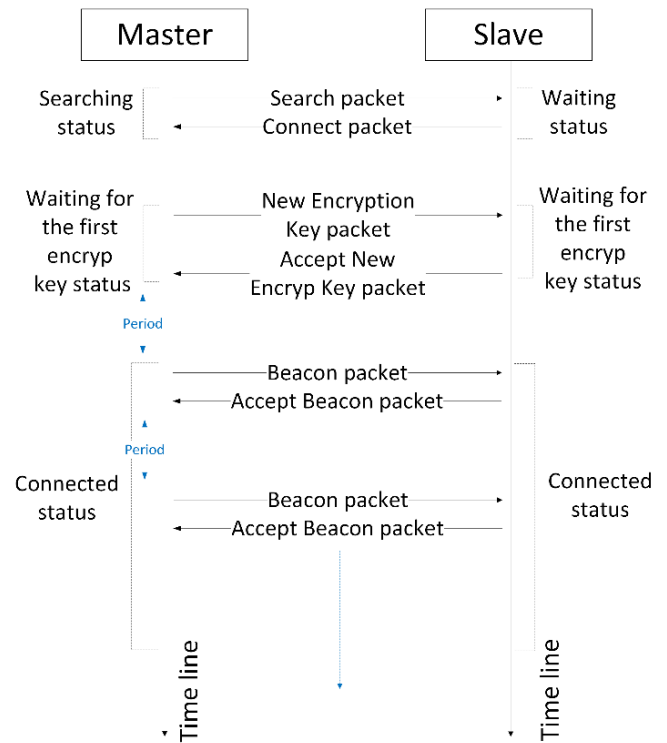 Master
Slave
Searching
status
Search packet
Connect packet
Waiting
status
Waiting for
the first
encryp
key status
New Encryption
Key packet
Accept New
Encryp Key packet
Waiting for
the first
encryp
key status
Period
Beacon packet
Accept Beacon packet
Period
Connected
status
Beacon packet
Accept Beacon packet
Connected
status
Time line
Time line